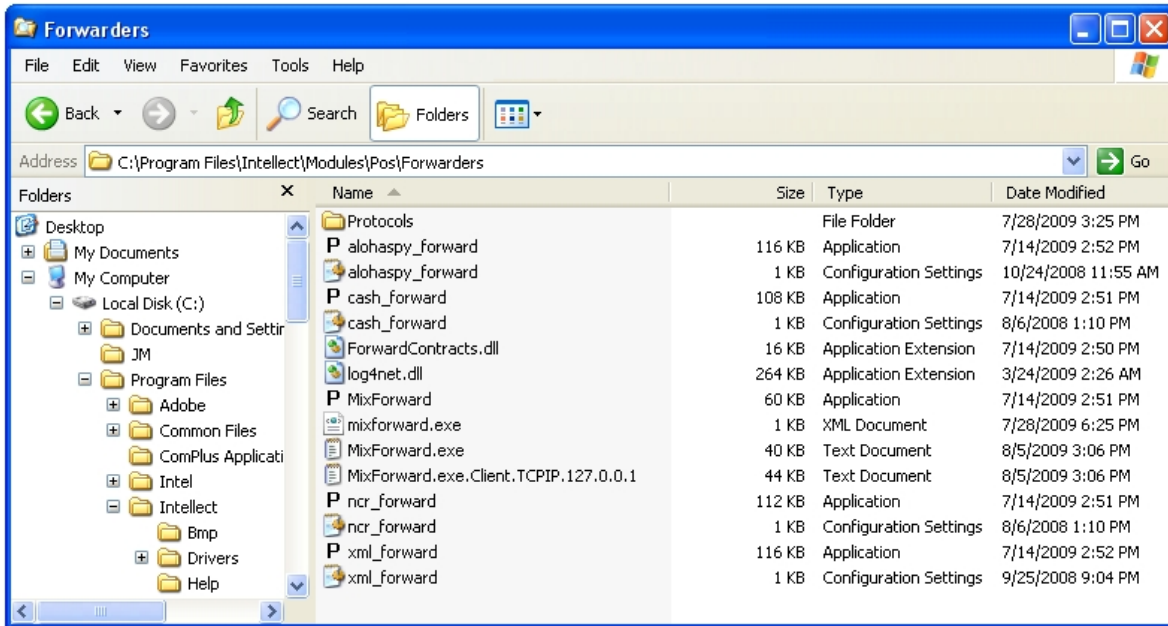 Forwarders
File Edit View Favorites Tools Help
Back Search Folders
Address C:\Program Files\Intellect\Modules\Pos\Forwarders Go
Folders
Desktop
My Documents
My Computer
Local Disk (C:)
Documents and Settir
JM
Program Files
Adobe
Common Files
ComPlus Applicati
Intel
Intellect
Bmp
Drivers
Help
Name Size Type Date Modified
Protocols File Folder 7/28/2009 3:25 PM
P alohaspy_forward 116 KB Application 7/14/2009 2:52 PM
alohaspy_forward 1 KB Configuration Settings 10/24/2008 11:55 AM
P cash_forward 108 KB Application 7/14/2009 2:51 PM
cash_forward 1 KB Configuration Settings 8/6/2008 1:10 PM
ForwardContracts.dll 16 KB Application Extension 7/14/2009 2:50 PM
log4net.dll 264 KB Application Extension 3/24/2009 2:26 AM
P MixForward 60 KB Application 7/14/2009 2:51 PM
mixforward.exe 1 KB XML Document 7/28/2009 6:25 PM
MixForward.exe 40 KB Text Document 8/5/2009 3:06 PM
MixForward.exe.Client.TCPIP.127.0.0.1 44 KB Text Document 8/5/2009 3:06 PM
P ncr_forward 112 KB Application 7/14/2009 2:51 PM
ncr_forward 1 KB Configuration Settings 8/6/2008 1:10 PM
P xml_forward 116 KB Application 7/14/2009 2:52 PM
xml_forward 1 KB Configuration Settings 9/25/2008 9:04 PM